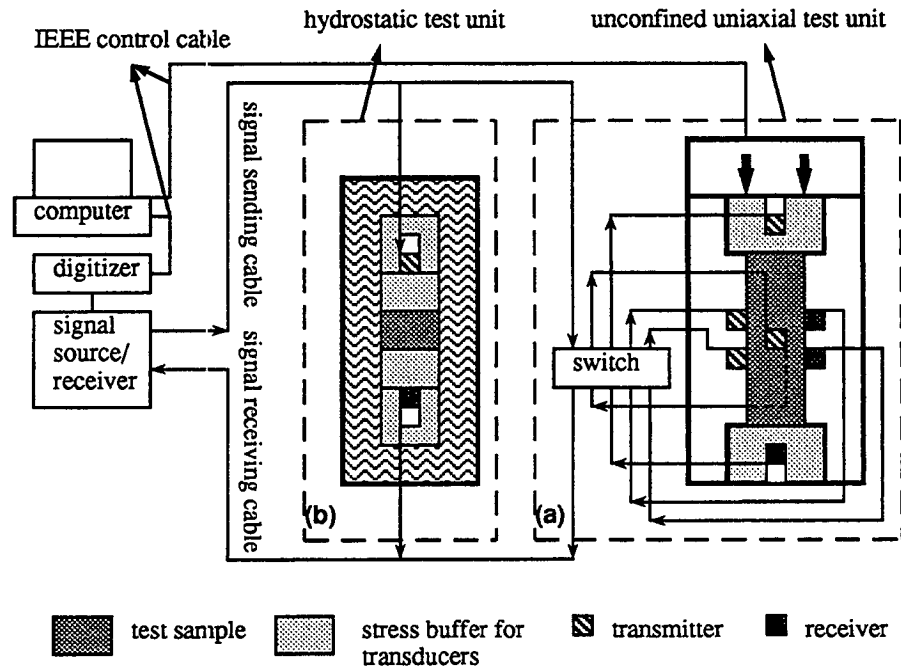 hydrostatic test unit
unconfined uniaxial test unit
IEEE control cable
signal sending cable
computer
digitizer
signal
source/
receiver
signal receiving cable
switch
(b)
(a)
test sample
stress buffer for
transducers
transmitter
receiver